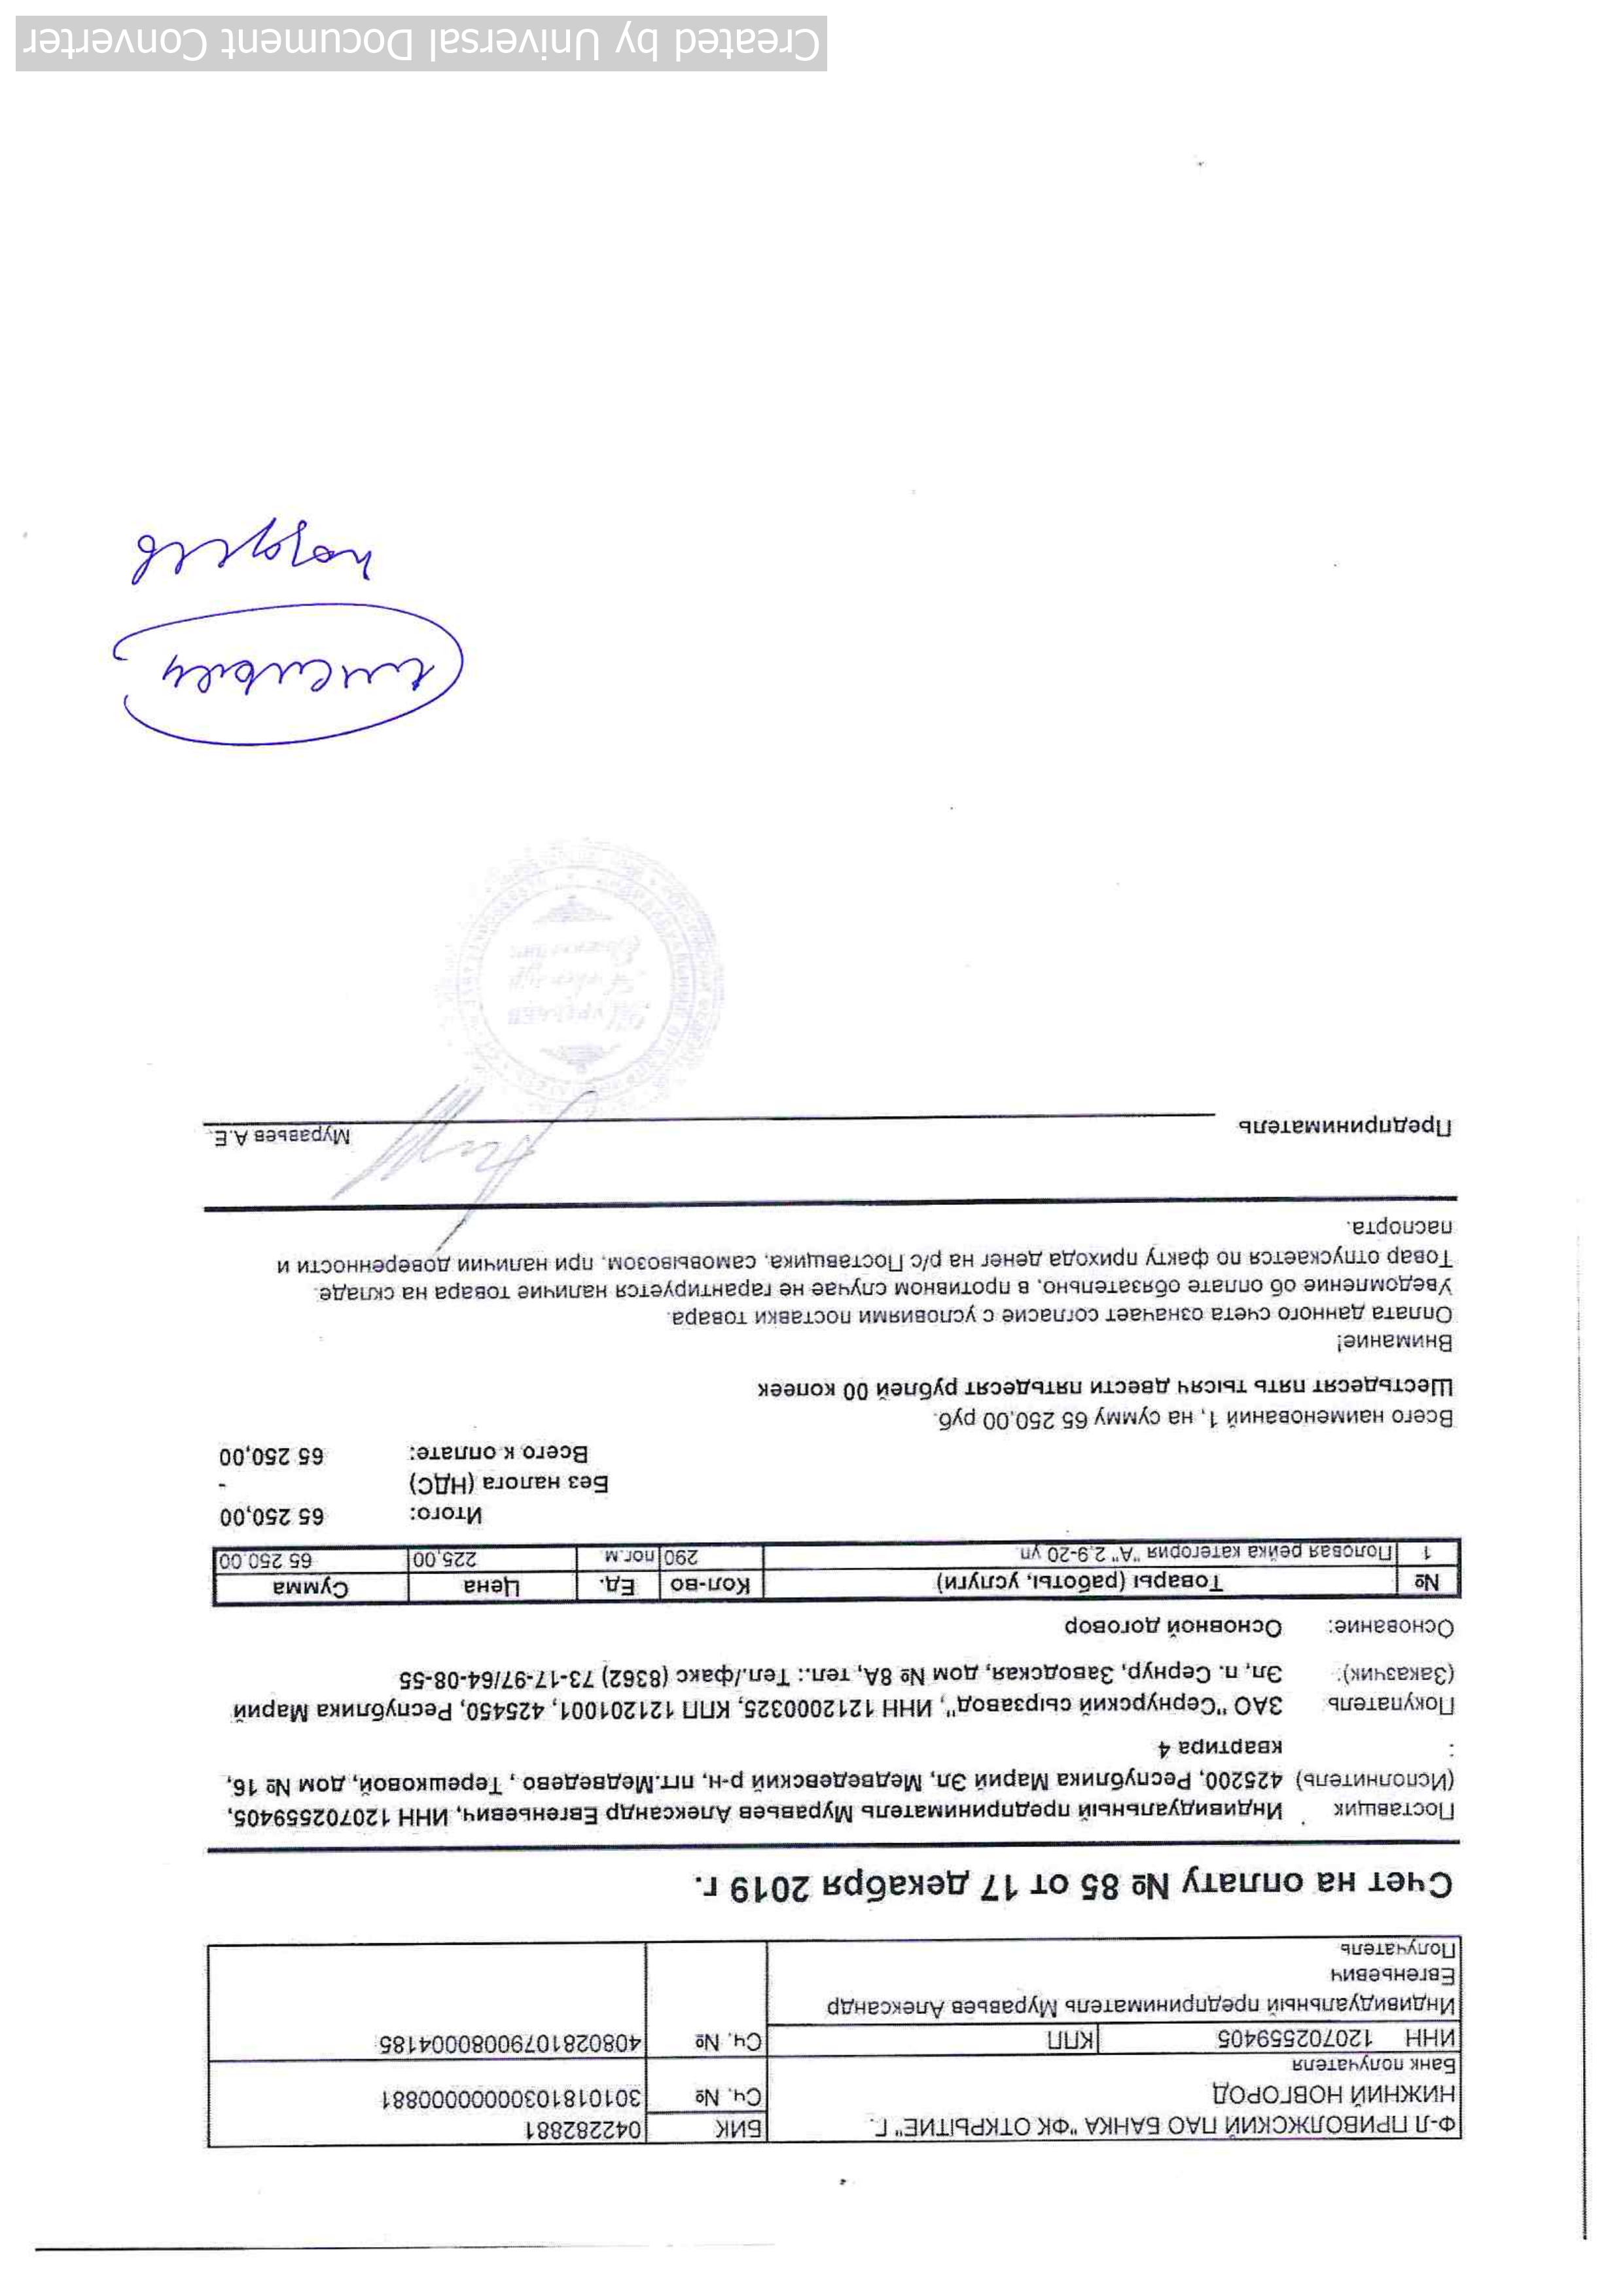 Ф-Л ПРИВОЛЖСКИЙ ПАО БАНКА "ФК ОТКРЫТИЕ" Г.
НИЖНИЙ НОВГОРОД
Банк получателя
БИК 042282881
Сч. № 30101810300000000881
ИНН 120702559405 КПП Сч. № 40802810790080004185
Индивидуальный предприниматель Муравьев Александр
Евгеньевич
Получатель
Счет на оплату № 85 от 17 декабря 2019 г.
Поставщик Индивидуальный предприниматель Муравьев Александр Евгеньевич, ИНН 120702559405,
(Исполнитель) 425200, Республика Марий Эл, Медведевский р-н, пгт.Медведево , Терешковой, дом № 16,
: квартира 4
Покупатель ЗАО "Сернурский сырзавод", ИНН 1212000325, КПП 121201001, 425450, Республика Марий
(Заказчик): Эл, п. Сернур, Заводская, дом № 8А, тел.: Тел./факс (8362) 73-17-97/64-08-55
Основание: Основной договор
№ Товары (работы, услуги) Кол-во Ед. Цена Сумма
1 Половая рейка категория "А" 2,9-20 уп 290 пог.м 225,00 65 250,00
Итого: 65 250,00
Без налога (НДС) -
Всего к оплате: 65 250,00
Всего наименований 1, на сумму 65 250,00 руб.
Шестьдесят пять тысяч двести пятьдесят рублей 00 копеек
Внимание!
Оплата данного счета означает согласие с условиями поставки товара.
Уведомление об оплате обязательно, в противном случае не гарантируется наличие товара на складе.
Товар отпускается по факту прихода денег на р/с Поставщика, самовывозом, при наличии доверенности и
паспорта.
Предприниматель Муравьев А.Е.
Муравьев
Александр
Евгеньевич
Created by Universal Document Converter